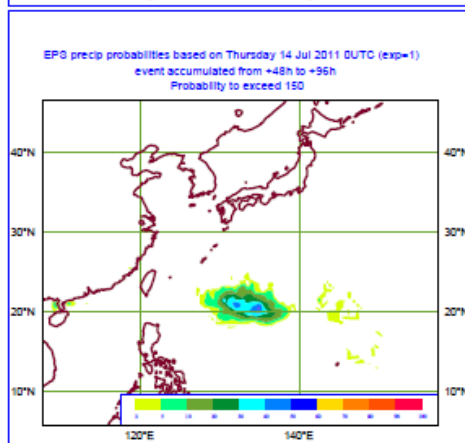 EPS precip probabilities based on Thursday 14 Jul 2011 0UTC (exp=1)
event accumulated from +48h to +96h
Probability to exceed 150
40°N
40°N
30°N
30°N
20°N
20°N
10°N
10°N
120°E
140°E